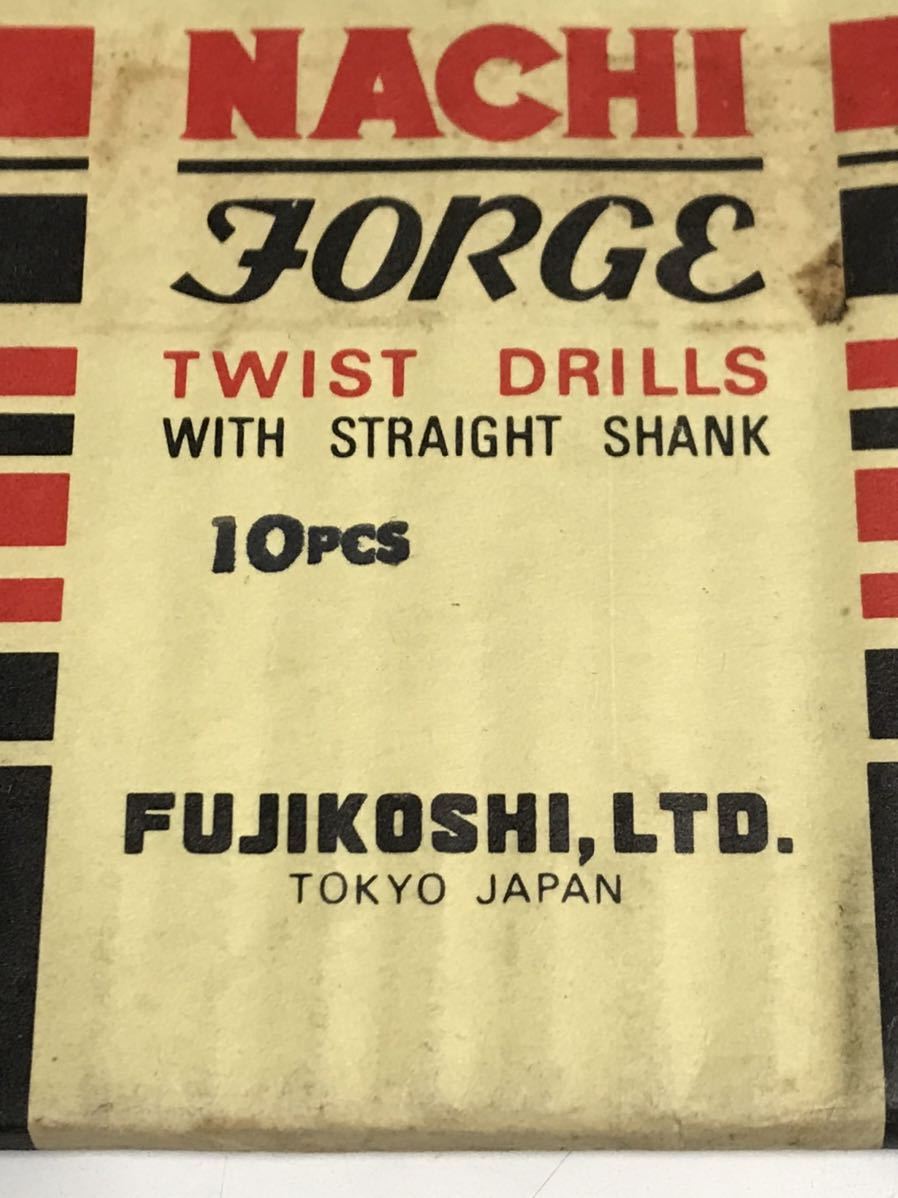 NACHI
FORGE
TWIST DRILLS
WITH STRAIGHT SHANK
10PCS
FUJIKOSHI, LTD.
TOKYO JAPAN